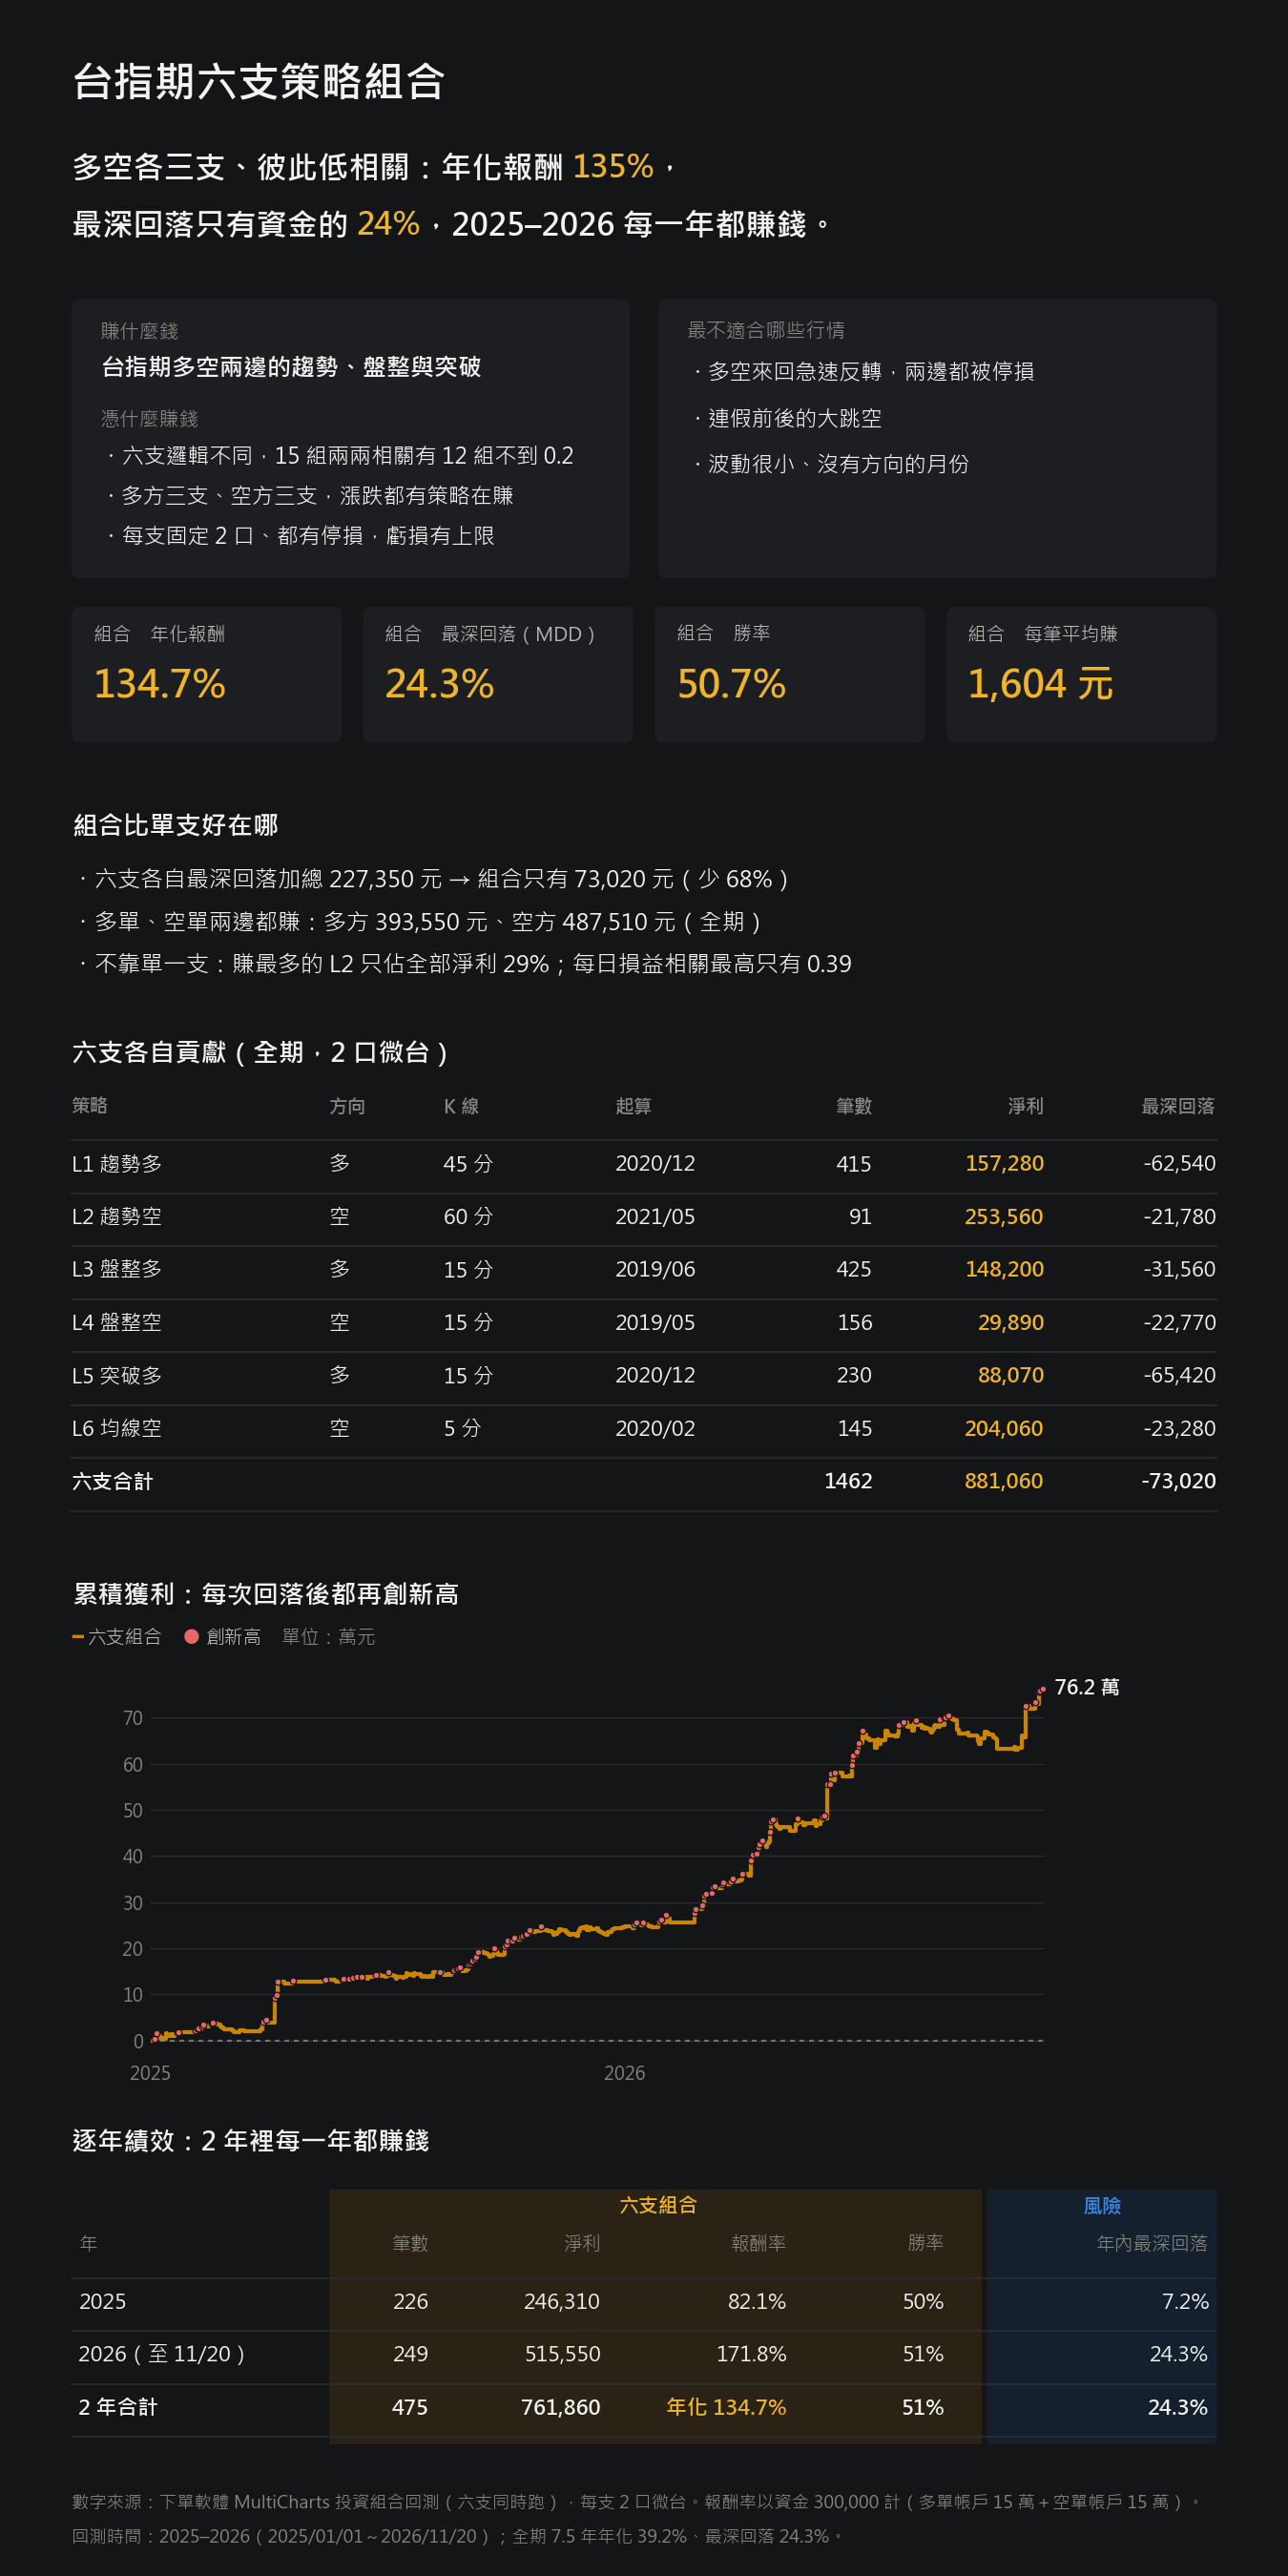 台指期六支策略組合
多空各三支、彼此低相關：年化報酬 135%，
最深回落只有資金的 24%，2025–2026 每一年都賺錢。
賺什麼錢
台指期多空兩邊的趨勢、盤整與突破
憑什麼賺錢
・六支邏輯不同，15 組兩兩相關有 12 組不到 0.2
・多方三支、空方三支，漲跌都有策略在賺
・每支固定 2 口、都有停損，虧損有上限
最不適合哪些行情
・多空來回急速反轉，兩邊都被停損
・連假前後的大跳空
・波動很小、沒有方向的月份
組合　年化報酬
134.7%
組合　最深回落（MDD）
24.3%
組合　勝率
50.7%
組合　每筆平均賺
1,604 元
組合比單支好在哪
・六支各自最深回落加總 227,350 元 → 組合只有 73,020 元（少 68%）
・多單、空單兩邊都賺：多方 393,550 元、空方 487,510 元（全期）
・不靠單一支：賺最多的 L2 只佔全部淨利 29%；每日損益相關最高只有 0.39
六支各自貢獻（全期，2 口微台）
策略 方向 K 線 起算 筆數 淨利 最深回落
L1 趨勢多 多 45 分 2020/12 415 157,280 -62,540
L2 趨勢空 空 60 分 2021/05 91 253,560 -21,780
L3 盤整多 多 15 分 2019/06 425 148,200 -31,560
L4 盤整空 空 15 分 2019/05 156 29,890 -22,770
L5 突破多 多 15 分 2020/12 230 88,070 -65,420
L6 均線空 空 5 分 2020/02 145 204,060 -23,280
六支合計 1462 881,060 -73,020
累積獲利：每次回落後都再創新高
六支組合 創新高 單位：萬元
76.2 萬
70
60
50
40
30
20
10
0
2025 2026
逐年績效：2 年裡每一年都賺錢
六支組合 風險
年 筆數 淨利 報酬率 勝率 年內最深回落
2025 226 246,310 82.1% 50% 7.2%
2026（至 11/20） 249 515,550 171.8% 51% 24.3%
2 年合計 475 761,860 年化 134.7% 51% 24.3%
數字來源：下單軟體 MultiCharts 投資組合回測（六支同時跑），每支 2 口微台。報酬率以資金 300,000 計（多單帳戶 15 萬＋空單帳戶 15 萬）。
回測時間：2025–2026（2025/01/01～2026/11/20）；全期 7.5 年年化 39.2%、最深回落 24.3%。